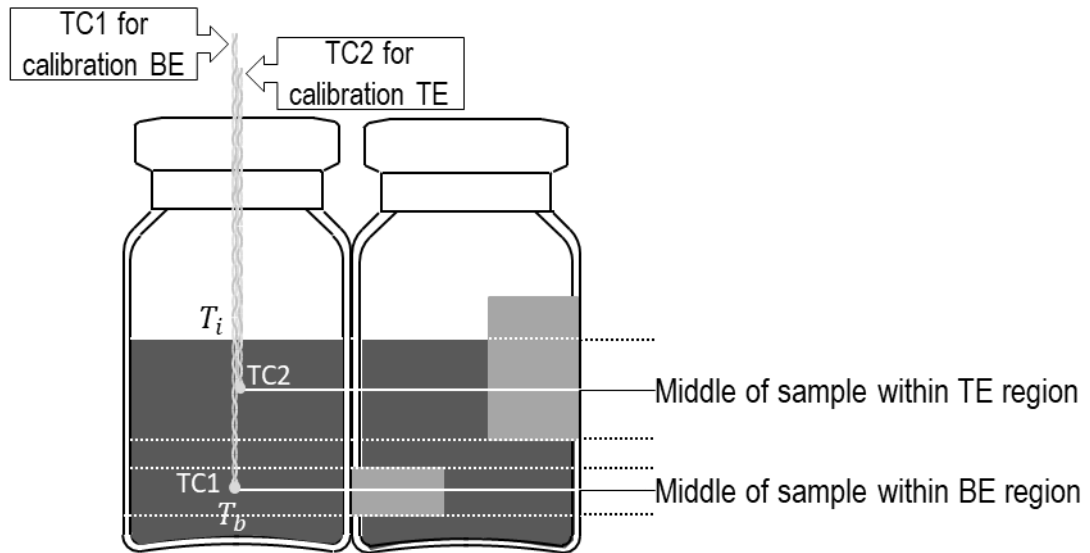 TC1 for
calibration BE
TC2 for
calibration TE
T_i
TC2
Middle of sample within TE region
TC1
Middle of sample within BE region
T_b